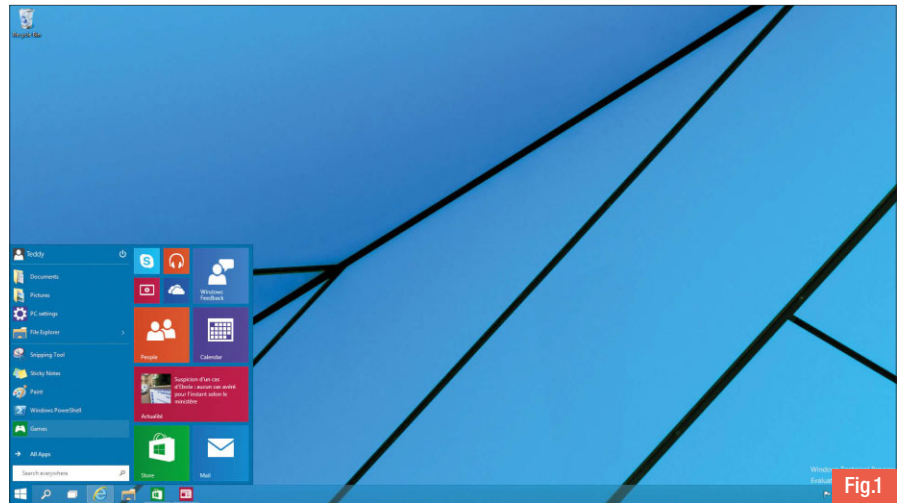 Recycle Bin
Teddy
Documents
Pictures
PC settings
File Explorer
Snipping Tool
Sticky Notes
Paint
Windows PowerShell
Games
All Apps
Search everywhere
Windows
Feedback
People
Calendar
Suspicion d'un cas
d'Ebola : aucun cas avéré
pour l'instant selon le
ministère
Actualité
Store
Mail
Windows Technical
Fig.1